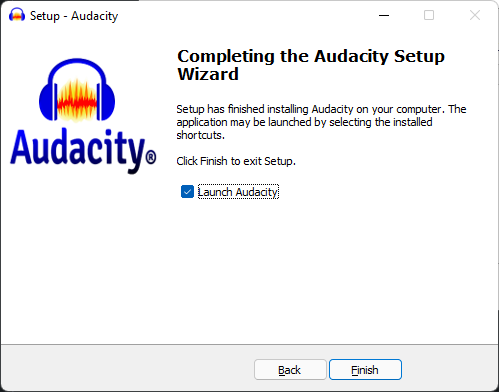 Setup - Audacity
Completing the Audacity Setup
Wizard
Audacity®
Setup has finished installing Audacity on your computer. The
application may be launched by selecting the installed
shortcuts.
Click Finish to exit Setup.
Launch Audacity
Back
Finish